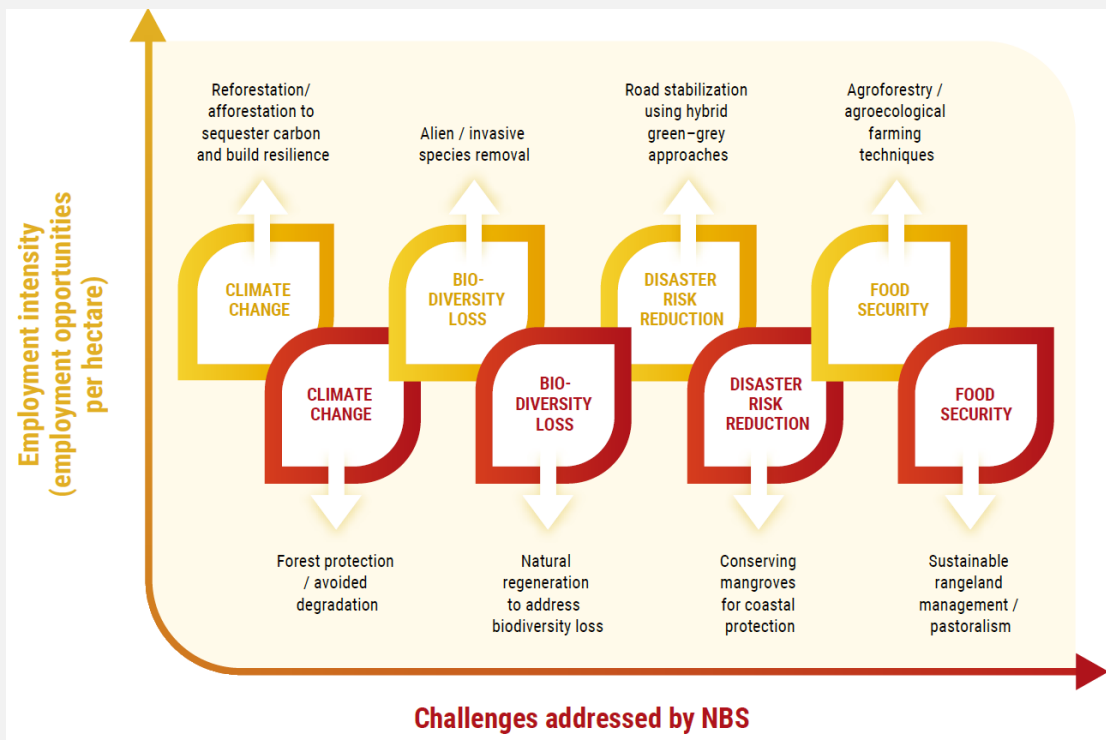 Employment intensity
(employment opportunities
per hectare)
Reforestation/
afforestation to
sequester carbon
and build resilience
Alien / invasive
species removal
Road stabilization
using hybrid
green–grey
approaches
Agroforestry /
agroecological
farming
techniques
CLIMATE
CHANGE
BIO-
DIVERSITY
LOSS
DISASTER
RISK
REDUCTION
FOOD
SECURITY
CLIMATE
CHANGE
BIO-
DIVERSITY
LOSS
DISASTER
RISK
REDUCTION
FOOD
SECURITY
Forest protection
/ avoided
degradation
Natural
regeneration
to address
biodiversity loss
Conserving
mangroves
for coastal
protection
Sustainable
rangeland
management /
pastoralism
Challenges addressed by NBS